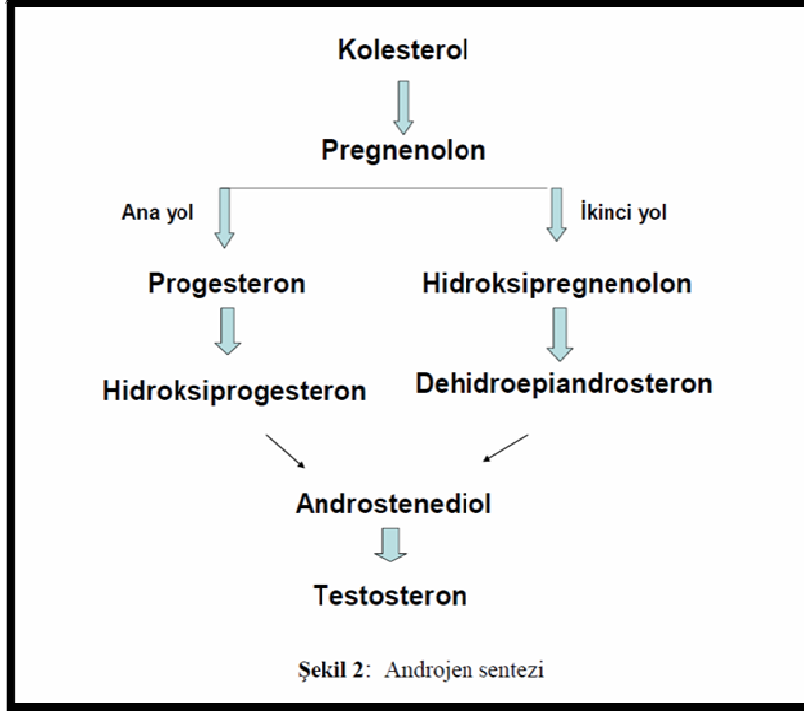 Kolesterol
Pregnenolon
Ana yol
İkinci yol
Progesteron
Hidroksipregnenolon
Hidroksiprogesteron
Dehidroepiandrosteron
Androstenediol
Testosteron
Şekil 2: Androjen sentezi